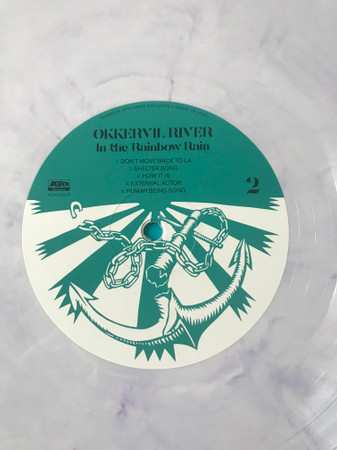 OKKERVIL RIVER
In the Rainbow Rain
1. DON'T MOVE BACK TO LA
2. SHELTER SONG
3. HOW IT IS
4. EXTERNAL ACTOR
5. HUMAN BEING SONG
ATO
2